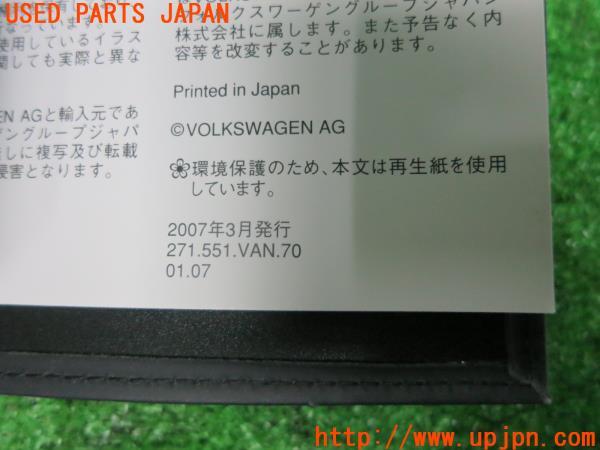 USED PARTS JAPAN
なっています。
使用しているイラス
関しても実際と異な
EN AGと輸入元であ
ゲングループジャパ
しに複写及び転載
侵害となります。
クスワーゲングループジャパン
株式会社に属します。また予告なく内
容等を改変することがあります。
Printed in Japan
©VOLKSWAGEN AG
環境保護のため、本文は再生紙を使用
しています。
2007年3月発行
271.551.VAN.70
01.07
http://www.upjpn.com/